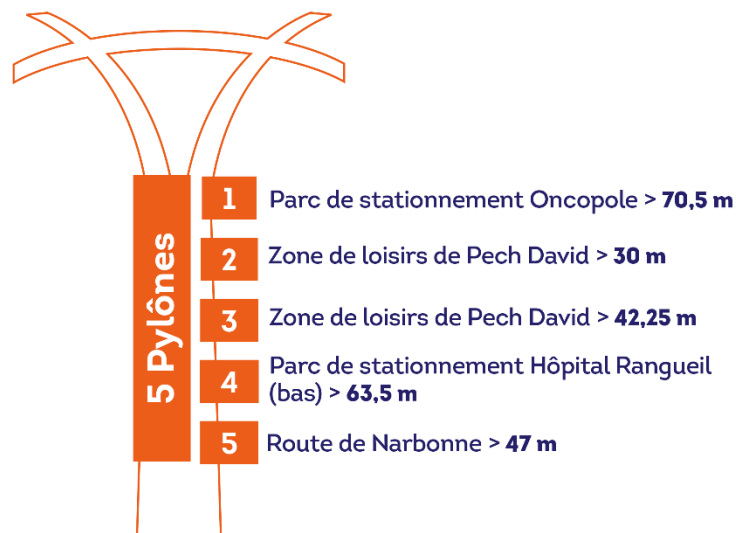 5 Pylônes
1 Parc de stationnement Oncopole > 70,5 m
2 Zone de loisirs de Pech David > 30 m
3 Zone de loisirs de Pech David > 42,25 m
4 Parc de stationnement Hôpital Rangueil
(bas) > 63,5 m
5 Route de Narbonne > 47 m